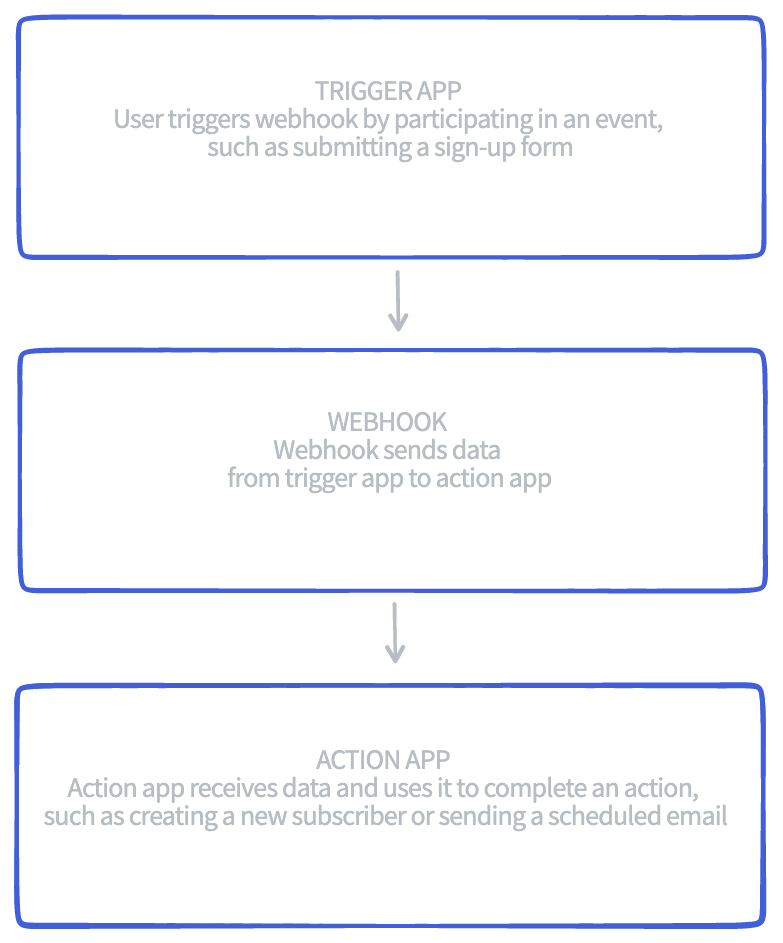 TRIGGER APP
User triggers webhook by participating in an event,
such as submitting a sign-up form
WEBHOOK
Webhook sends data
from trigger app to action app
ACTION APP
Action app receives data and uses it to complete an action,
such as creating a new subscriber or sending a scheduled email